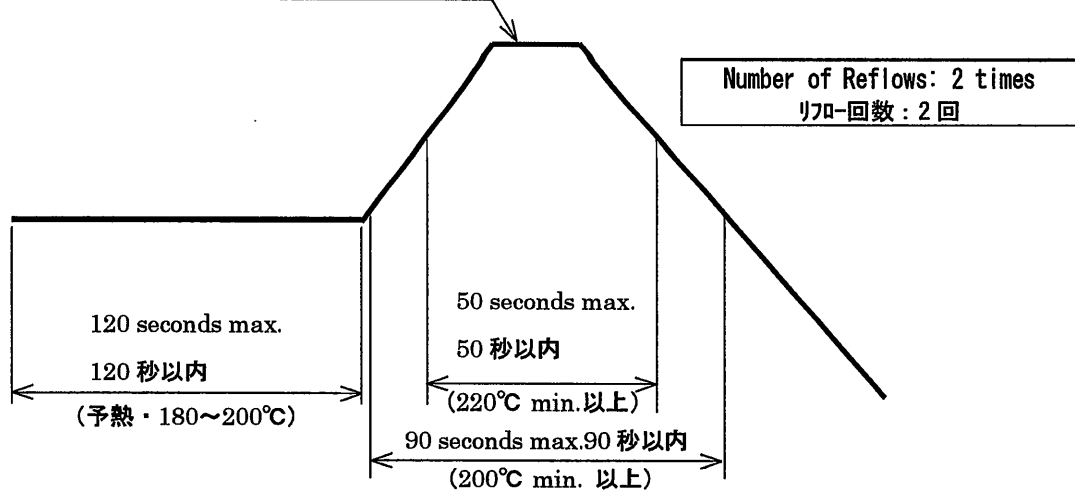 Number of Reflows: 2 times
リフロー回数：2回
120 seconds max.
120 秒以内
(予熱・180～200℃)
50 seconds max.
50 秒以内
(220℃ min.以上)
90 seconds max.90 秒以内
(200℃ min. 以上)